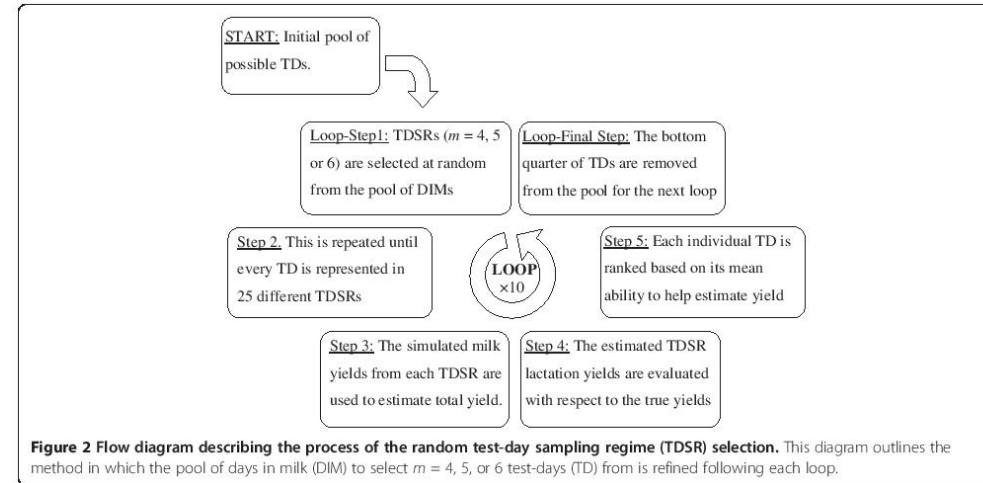 START: Initial pool of
possible TDs.
Loop-Step1: TDSRs (m = 4, 5
or 6) are selected at random
from the pool of DIMs
Step 2. This is repeated until
every TD is represented in
25 different TDSRs
Step 3: The simulated milk
yields from each TDSR are
used to estimate total yield.
Step 4: The estimated TDSR
lactation yields are evaluated
with respect to the true yields
Step 5: Each individual TD is
ranked based on its mean
ability to help estimate yield
Loop-Final Step: The bottom
quarter of TDs are removed
from the pool for the next loop
LOOP
×10
Figure 2 Flow diagram describing the process of the random test-day sampling regime (TDSR) selection. This diagram outlines the
method in which the pool of days in milk (DIM) to select m = 4, 5, or 6 test-days (TD) from is refined following each loop.